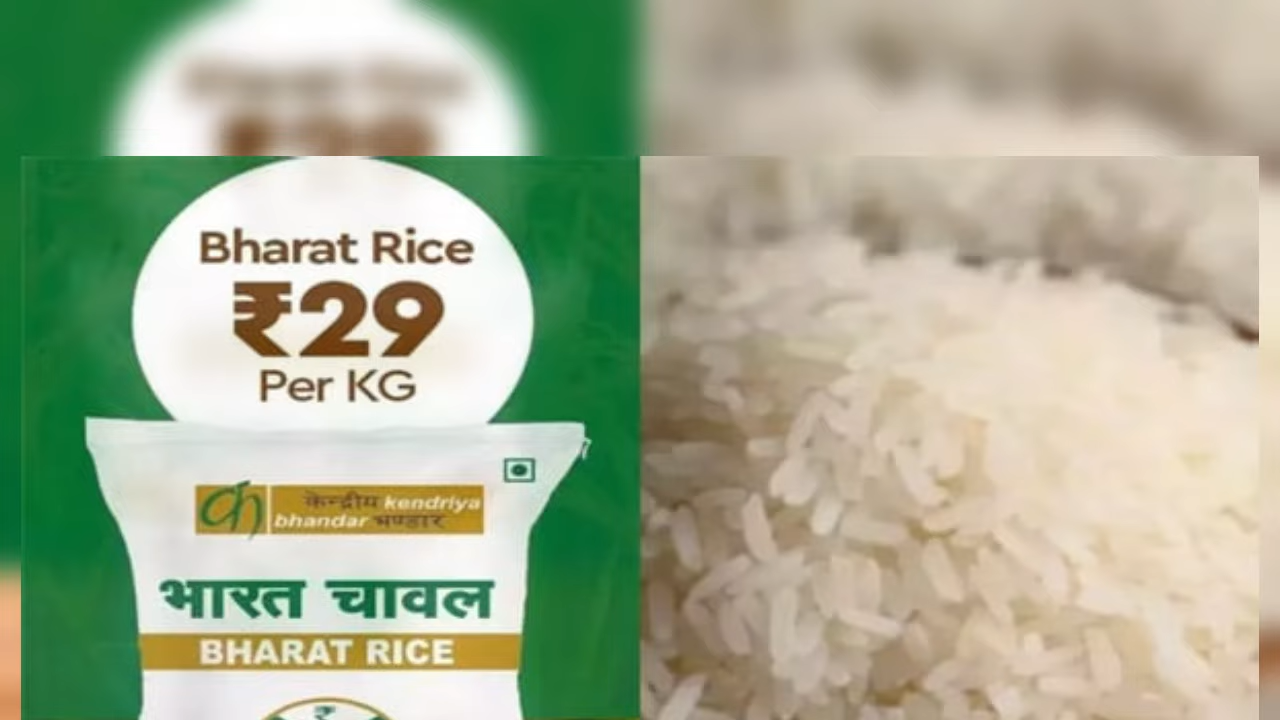 Bharat Rice
₹29
Per KG
केन्द्रीय kendriya
bhandar भण्डार
भारत चावल
BHARAT RICE
₹